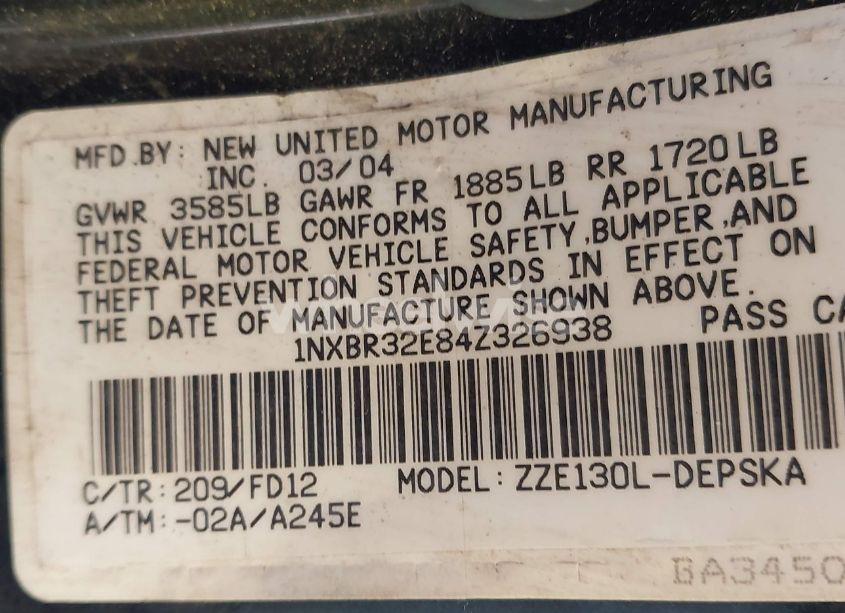 MFD.BY: NEW UNITED MOTOR MANUFACTURING
INC. 03/04
GVWR 3585LB GAWR FR 1885LB RR 1720LB
THIS VEHICLE CONFORMS TO ALL APPLICABLE
FEDERAL MOTOR VEHICLE SAFETY,BUMPER,AND
THEFT PREVENTION STANDARDS IN EFFECT ON
THE DATE OF MANUFACTURE SHOWN ABOVE.
1NXBR32E84Z326938 PASS CA
C/TR: 209/FD12 MODEL: ZZE130L-DEPSKA
A/TM: -02A/A245E
BA3450